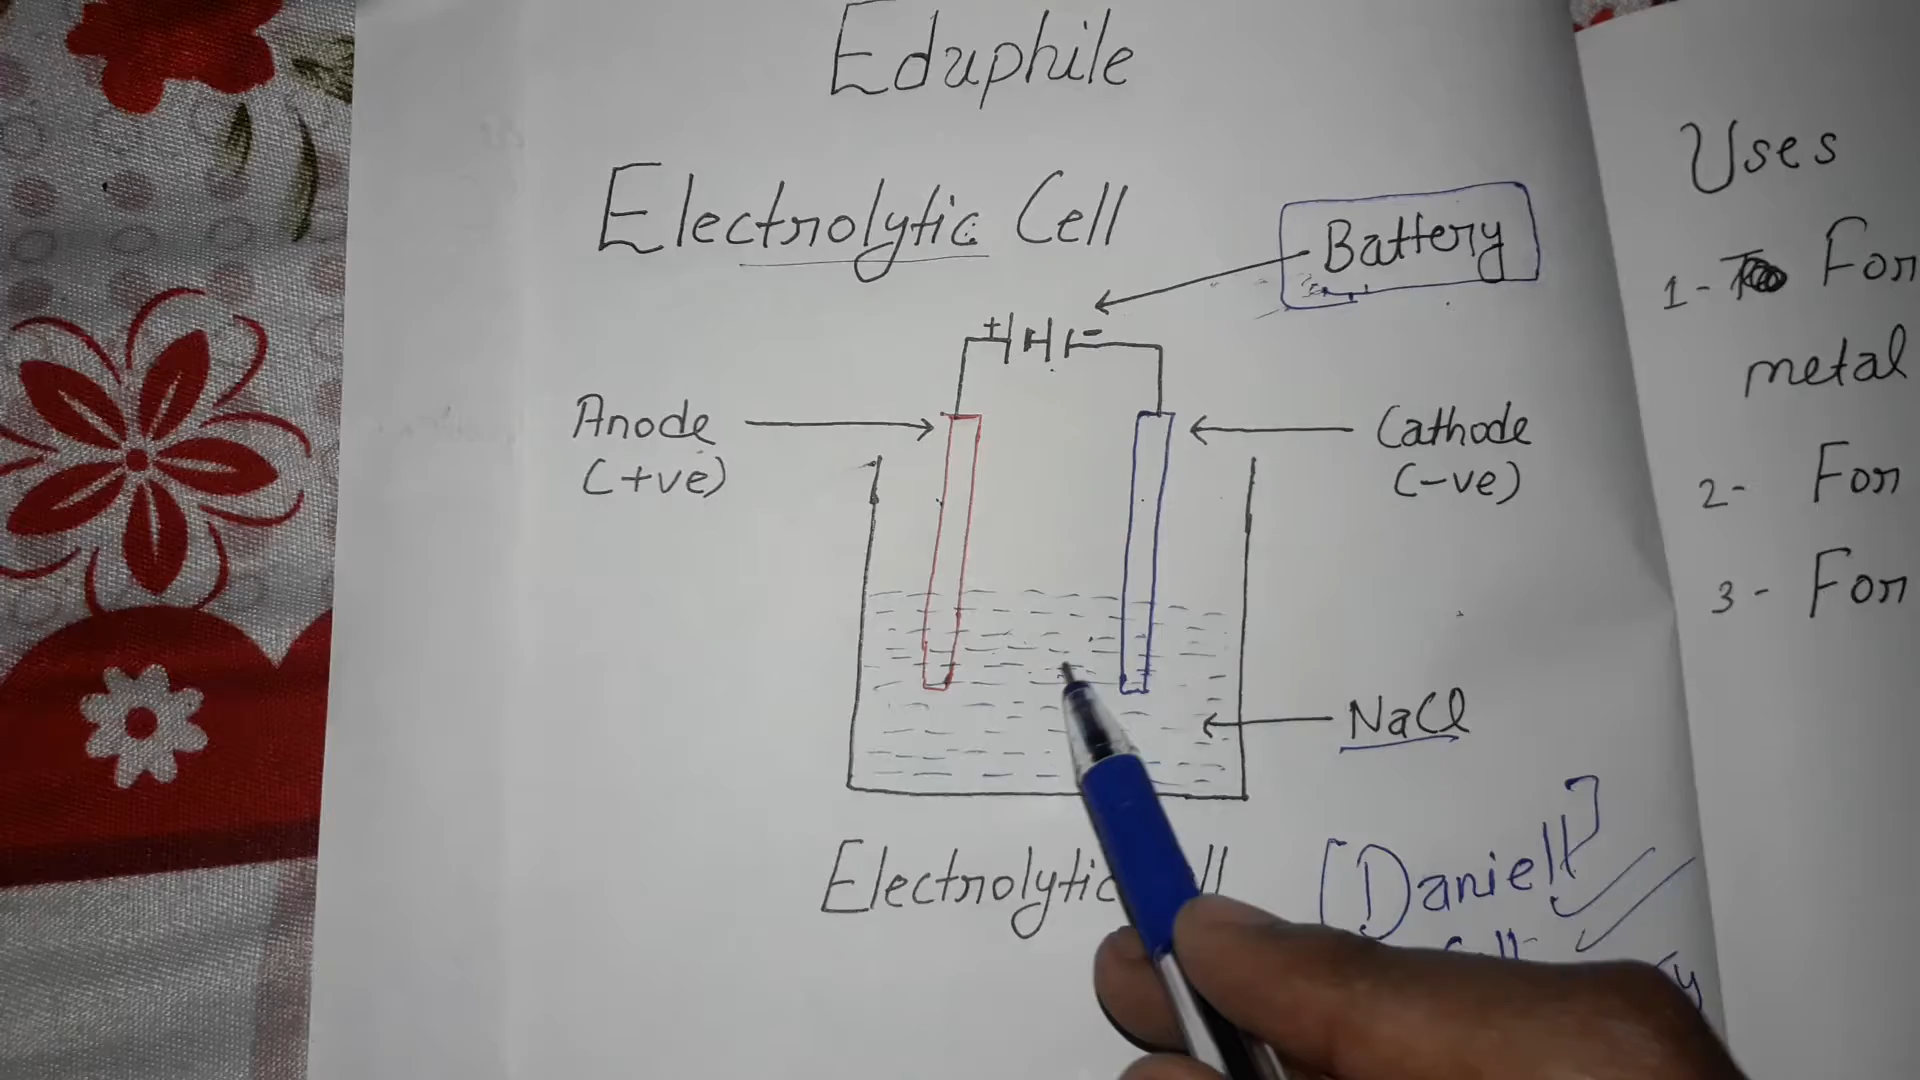 Eduphile
Electrolytic Cell
Battery
+ -
Anode
(+ve)
Cathode
(-ve)
NaCl
Electrolytic
[Daniell]
Uses
1- For
metal
2- For
3- For